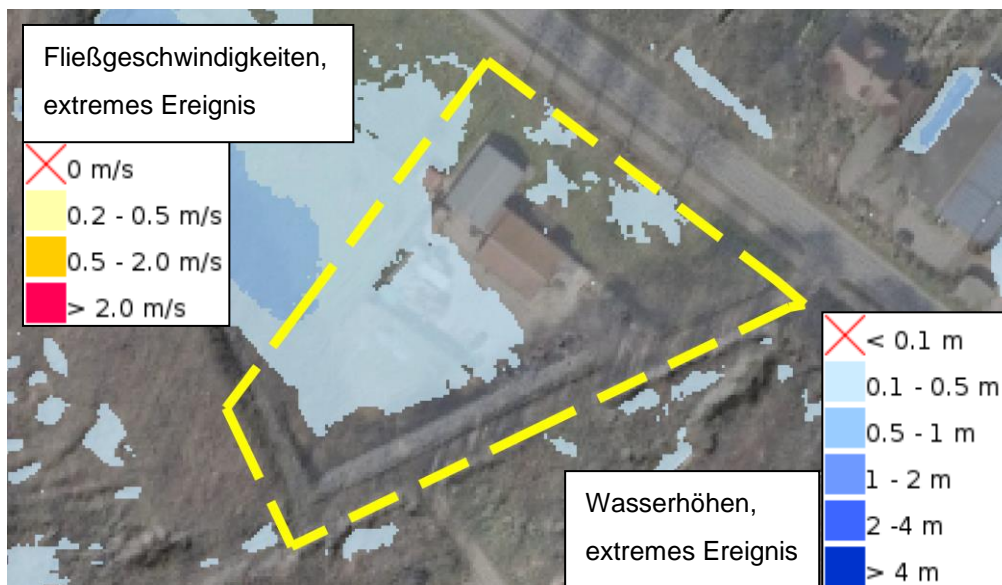 Fließgeschwindigkeiten,
extremes Ereignis
0 m/s
0.2 - 0.5 m/s
0.5 - 2.0 m/s
> 2.0 m/s
< 0.1 m
0.1 - 0.5 m
0.5 - 1 m
1 - 2 m
2 -4 m
> 4 m
Wasserhöhen,
extremes Ereignis